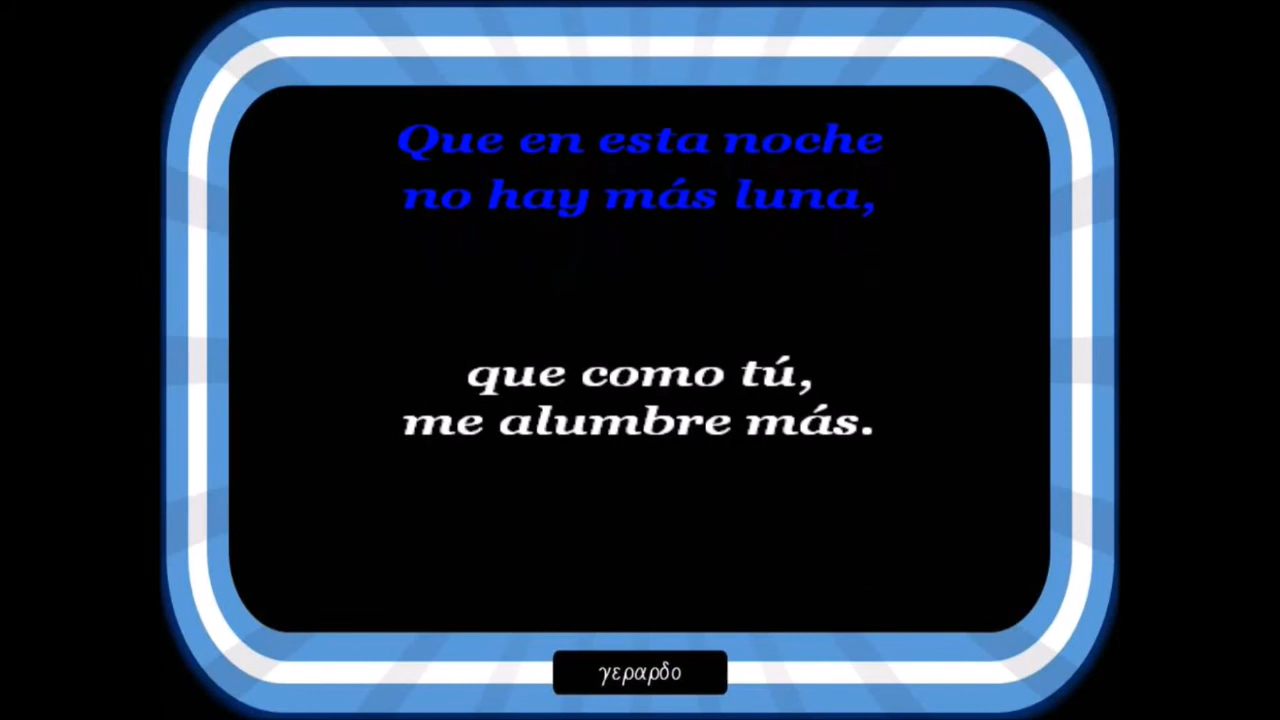 Que en esta noche
no hay más luna,
que como tú,
me alumbre más.
γεραρδο